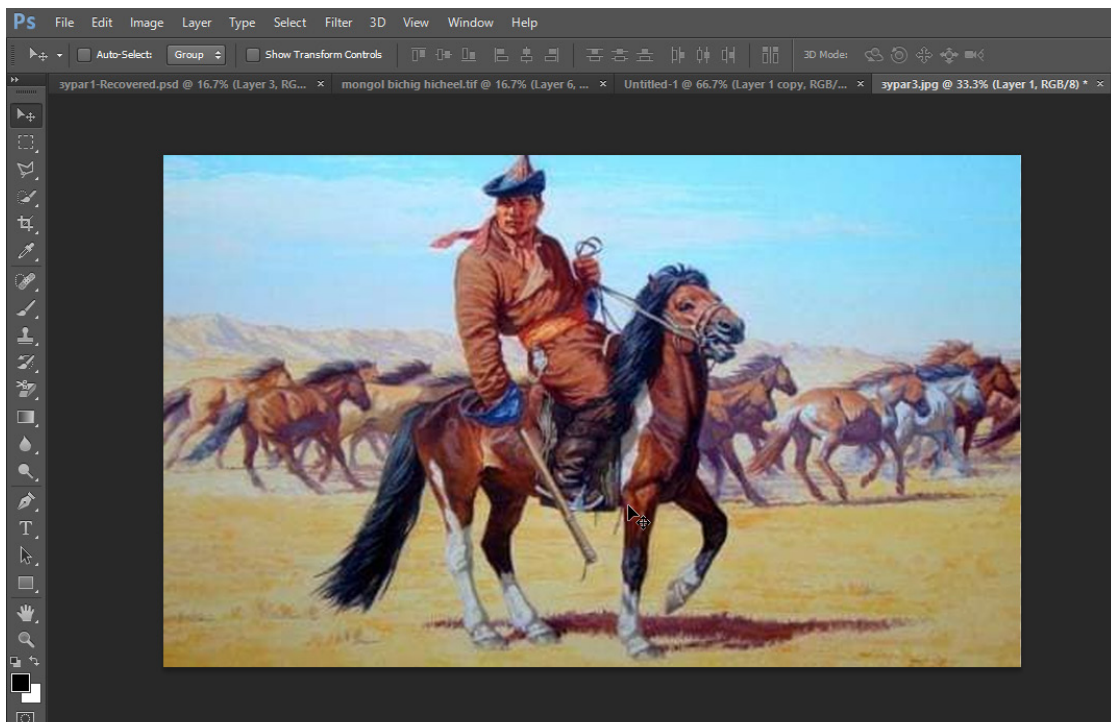 Ps File Edit Image Layer Type Select Filter 3D View Window Help
Auto-Select: Group Show Transform Controls 3D Mode:
зураг1-Recovered.psd @ 16.7% (Layer 3, RG... × mongol bichig hicheel.tif @ 16.7% (Layer 6, ... × Untitled-1 @ 66.7% (Layer 1 copy, RGB/... × зураг3.jpg @ 33.3% (Layer 1, RGB/8) * ×
T